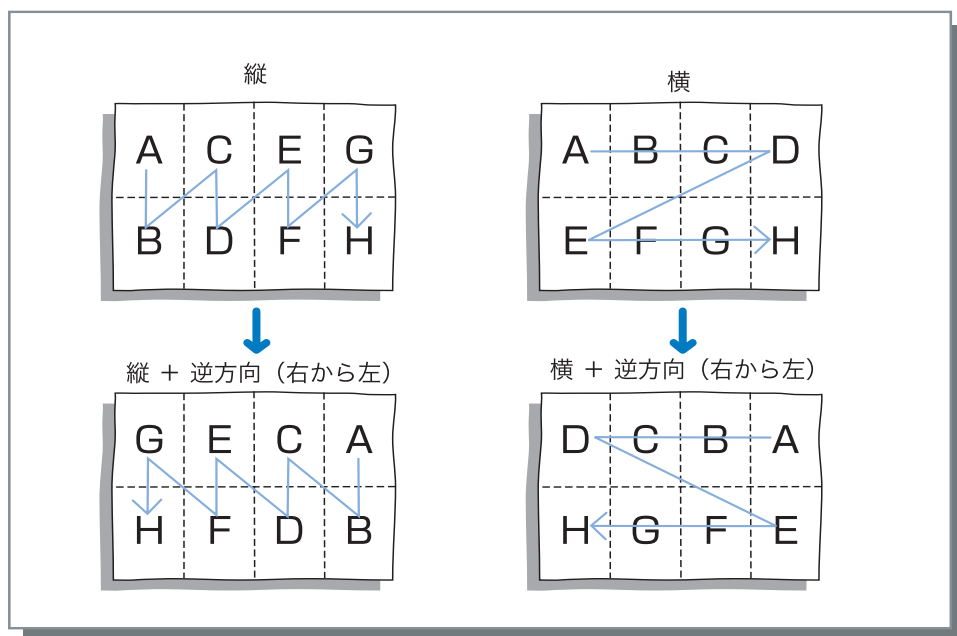 縦
A C E G
B D F H
横
A B C D
E F G H
縦 + 逆方向（右から左）
G E C A
H F D B
横 + 逆方向（右から左）
D C B A
H G F E